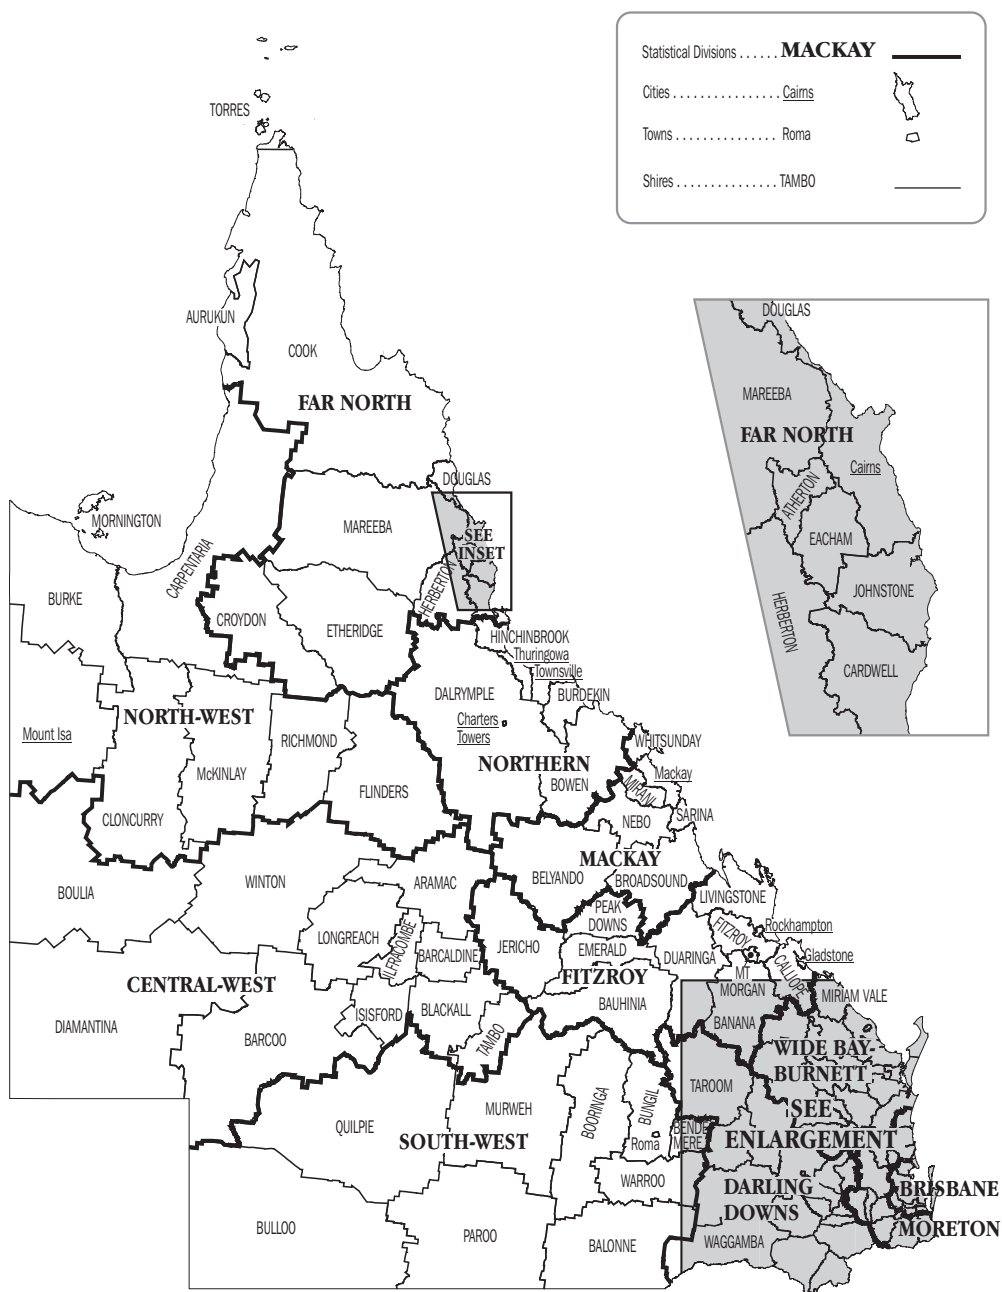 Statistical Divisions . . . . . . MACKAY
Cities . . . . . . . . . . . . . . . . Cairns
Towns . . . . . . . . . . . . . . . Roma
Shires . . . . . . . . . . . . . . . TAMBO
TORRES
AURUKUN
COOK
FAR NORTH
DOUGLAS
MORNINGTON
MAREEBA
SEE
INSET
CARPENTARIA
HERBERTON
BURKE
CROYDON
ETHERIDGE
HINCHINBROOK
Thuringowa
Townsville
DALRYMPLE
BURDEKIN
NORTH-WEST
Charters
Towers
Mount Isa
RICHMOND
WHITSUNDAY
McKINLAY
NORTHERN
Mackay
FLINDERS
BOWEN
MIRANI
CLONCURRY
NEBO
SARINA
MACKAY
BOULIA
WINTON
ARAMAC
BELYANDO
BROADSOUND
LIVINGSTONE
PEAK
DOWNS
LONGREACH
ILFRACOMBE
BARCALDINE
JERICHO
EMERALD
FITZROY
Rockhampton
DUARINGA
Gladstone
CENTRAL-WEST
FITZROY
MT
MORGAN
CALLIOPE
MIRIAM VALE
DIAMANTINA
BARCOO
ISISFORD
BLACKALL
TAMBO
BAUHINIA
BANANA
WIDE BAY-
BURNETT
TAROOM
QUILPIE
MURWEH
BOORINGA
BUNGIL
SEE
ENLARGEMENT
SOUTH-WEST
Roma
BENDE
MERE
WARROO
DARLING
DOWNS
BRISBANE
MORETON
BULLOO
PAROO
BALONNE
WAGGAMBA
DOUGLAS
MAREEBA
FAR NORTH
Cairns
ATHERTON
EACHAM
JOHNSTONE
HERBERTON
CARDWELL